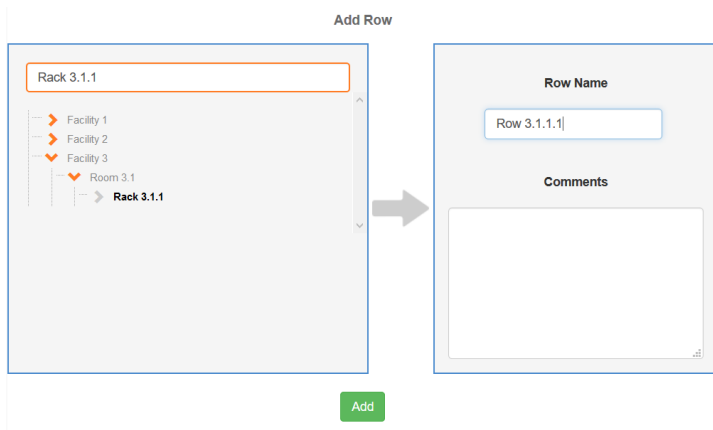 Add Row
Rack 3.1.1
Facility 1
Facility 2
Facility 3
Room 3.1
Rack 3.1.1
Row Name
Row 3.1.1.1
Comments
Add